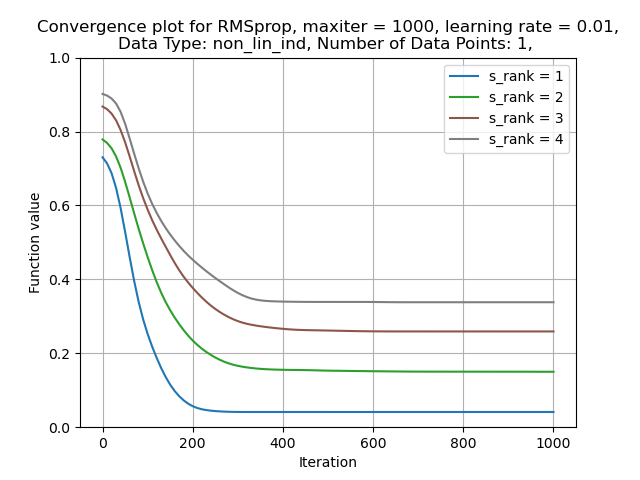 Convergence plot for RMSprop, maxiter = 1000, learning rate = 0.01,
Data Type: non_lin_ind, Number of Data Points: 1,
1.0
0.8
0.6
0.4
0.2
0.0
Function value
s_rank = 1
s_rank = 2
s_rank = 3
s_rank = 4
0 200 400 600 800 1000
Iteration